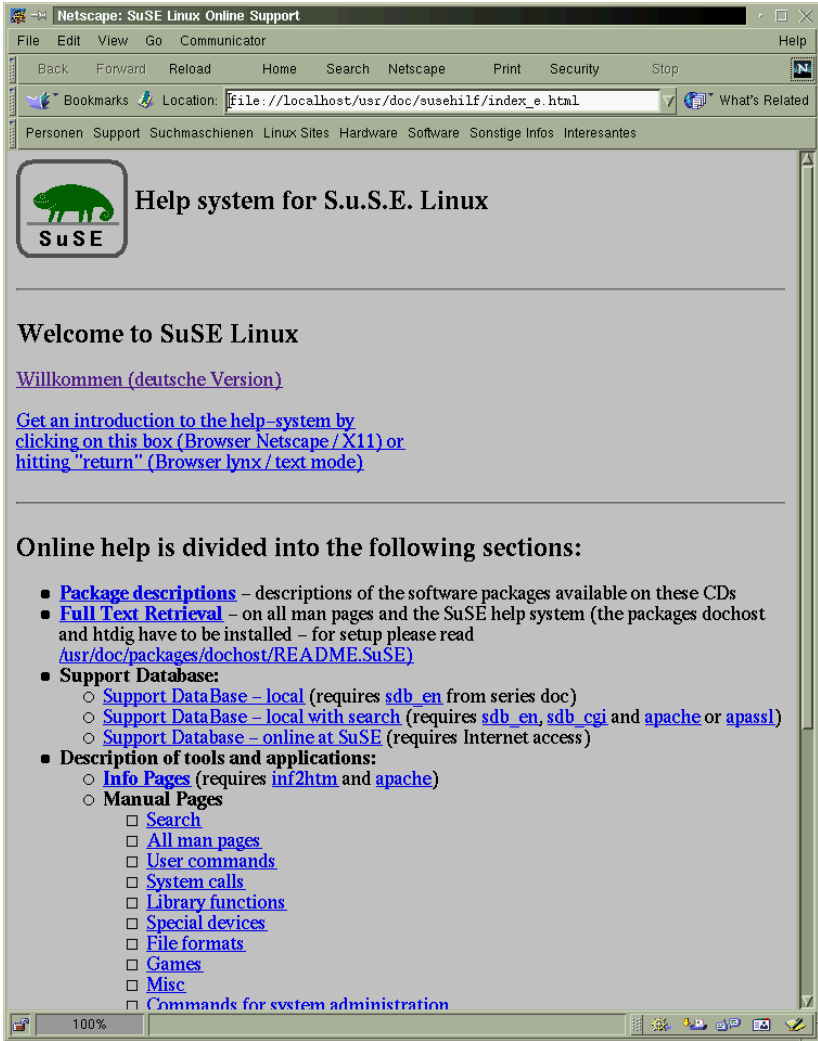 Netscape: SuSE Linux Online Support
File Edit View Go Communicator Help
Back Forward Reload Home Search Netscape Print Security Stop N
Bookmarks Location: file://localhost/usr/doc/susehilf/index_e.html What's Related
Personen Support Suchmaschienen Linux Sites Hardware Software Sonstige Infos Interesantes
SuSE
Help system for S.u.S.E. Linux
Welcome to SuSE Linux
Willkommen (deutsche Version)
Get an introduction to the help-system by
clicking on this box (Browser Netscape / X11) or
hitting "return" (Browser lynx / text mode)
Online help is divided into the following sections:
Package descriptions – descriptions of the software packages available on these CDs
Full Text Retrieval – on all man pages and the SuSE help system (the packages dochost
and htdig have to be installed – for setup please read
/usr/doc/packages/dochost/README.SuSE)
Support Database:
Support DataBase – local (requires sdb_en from series doc)
Support DataBase – local with search (requires sdb_en, sdb_cgi and apache or apassl)
Support Database – online at SuSE (requires Internet access)
Description of tools and applications:
Info Pages (requires inf2htm and apache)
Manual Pages
Search
All man pages
User commands
System calls
Library functions
Special devices
File formats
Games
Misc
Commands for system administration
100%